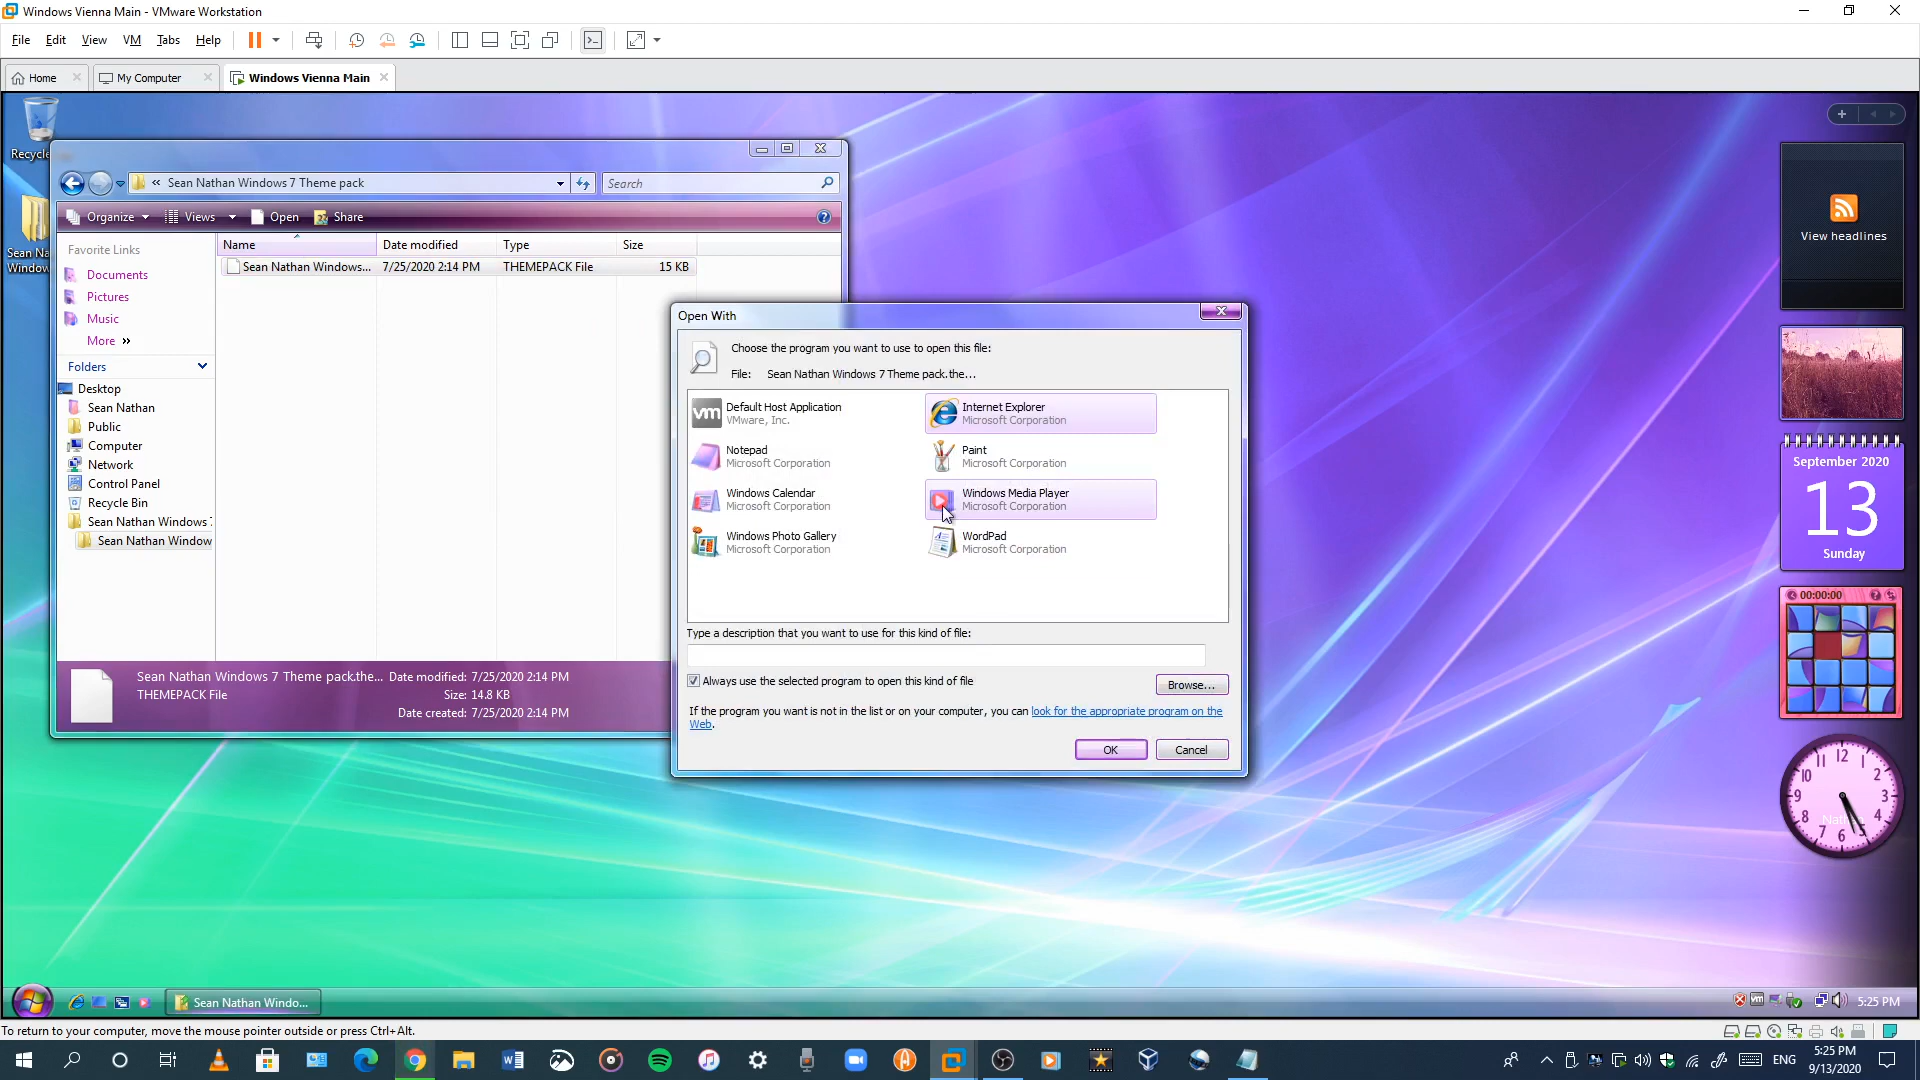 Windows Vienna Main - VMware Workstation
File Edit View VM Tabs Help
Home My Computer Windows Vienna Main
Recycle
Sean Na
Window
« Sean Nathan Windows 7 Theme pack
Search
Organize Views Open Share
Favorite Links
Documents
Pictures
Music
More »
Folders
Desktop
Sean Nathan
Public
Computer
Network
Control Panel
Recycle Bin
Sean Nathan Windows
Sean Nathan Window
Name Date modified Type Size
Sean Nathan Windows... 7/25/2020 2:14 PM THEMEPACK File 15 KB
Sean Nathan Windows 7 Theme pack.the... Date modified: 7/25/2020 2:14 PM
THEMEPACK File Size: 14.8 KB
Date created: 7/25/2020 2:14 PM
Open With
Choose the program you want to use to open this file:
File: Sean Nathan Windows 7 Theme pack.the...
Default Host Application
VMware, Inc.
Internet Explorer
Microsoft Corporation
Notepad
Microsoft Corporation
Paint
Microsoft Corporation
Windows Calendar
Microsoft Corporation
Windows Media Player
Microsoft Corporation
Windows Photo Gallery
Microsoft Corporation
WordPad
Microsoft Corporation
Type a description that you want to use for this kind of file:
Always use the selected program to open this kind of file
Browse...
If the program you want is not in the list or on your computer, you can look for the appropriate program on the
Web.
OK Cancel
View headlines
September 2020
13
Sunday
00:00:00
12 1 2 3 4 5 6 7 8 9 10 11
Sean Nathan Windo...
5:25 PM
To return to your computer, move the mouse pointer outside or press Ctrl+Alt.
ENG
5:25 PM
9/13/2020